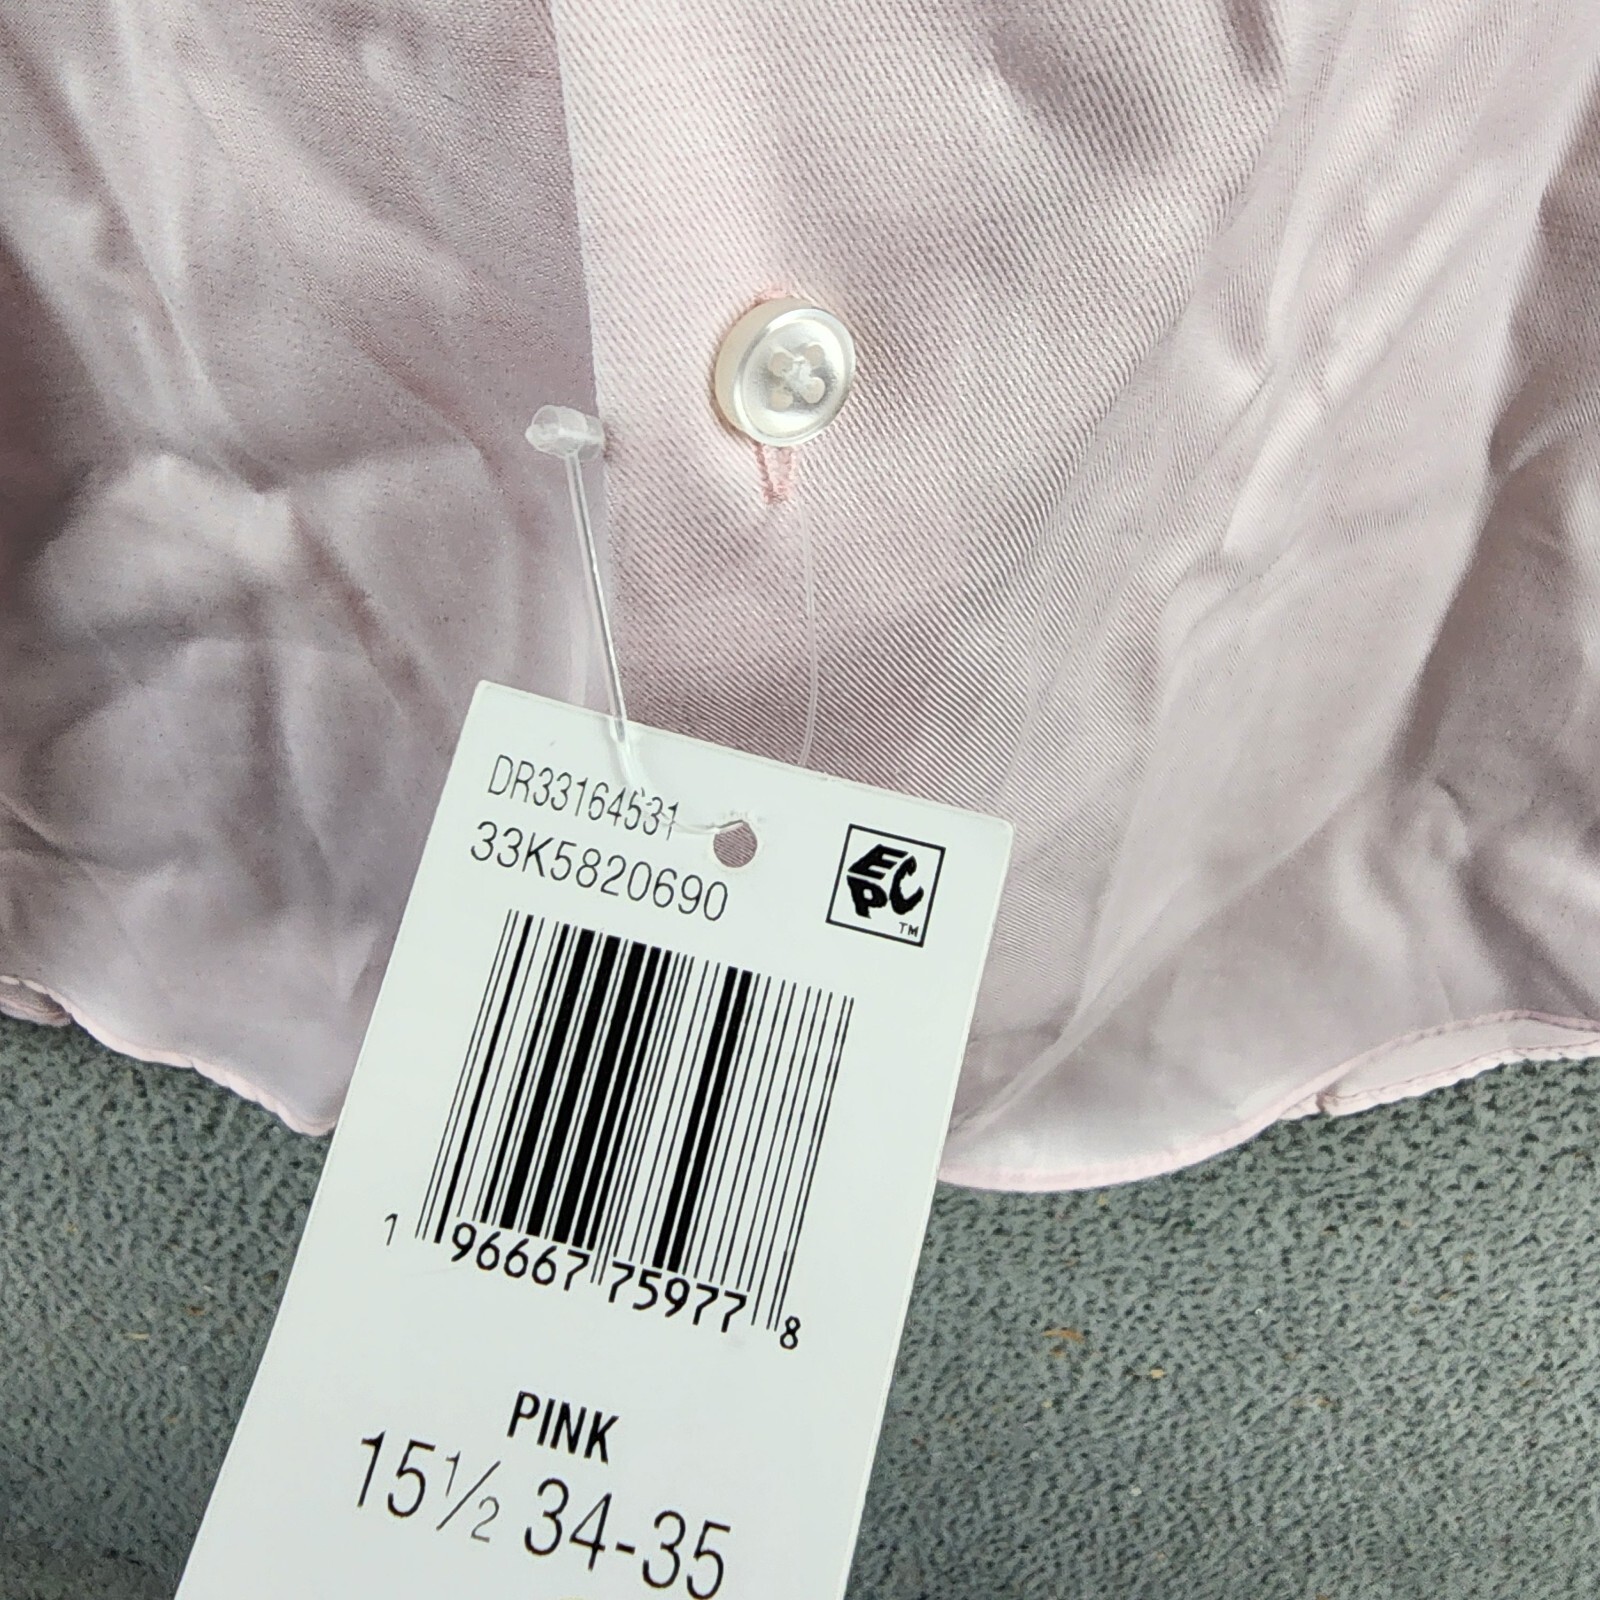 DR33164531
33K5820690
EPC
TM
1 96667 75977 8
PINK
15½ 34-35